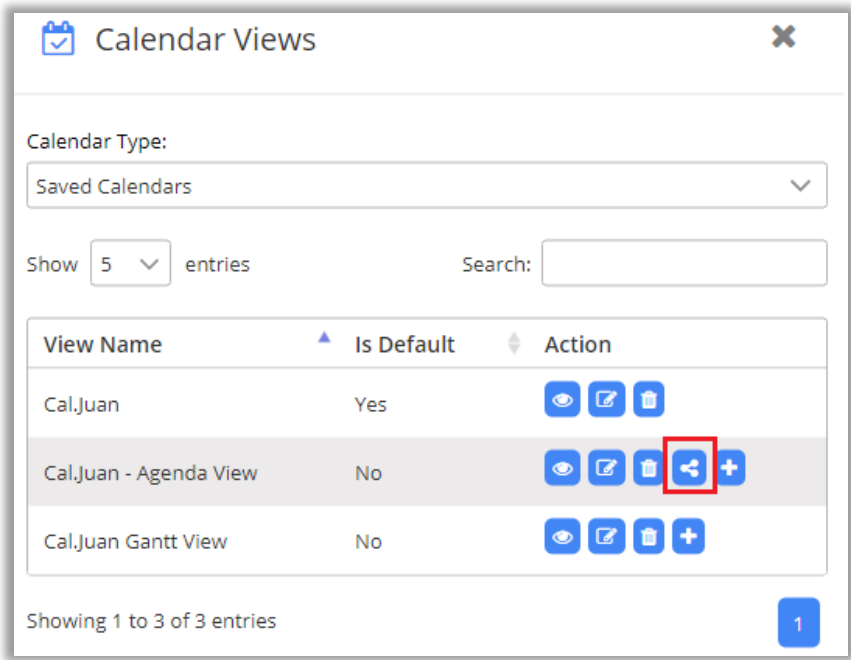 Calendar Views
Calendar Type:
Saved Calendars
Show 5 entries Search:
View Name Is Default Action
Cal.Juan Yes
Cal.Juan - Agenda View No
Cal.Juan Gantt View No
Showing 1 to 3 of 3 entries 1